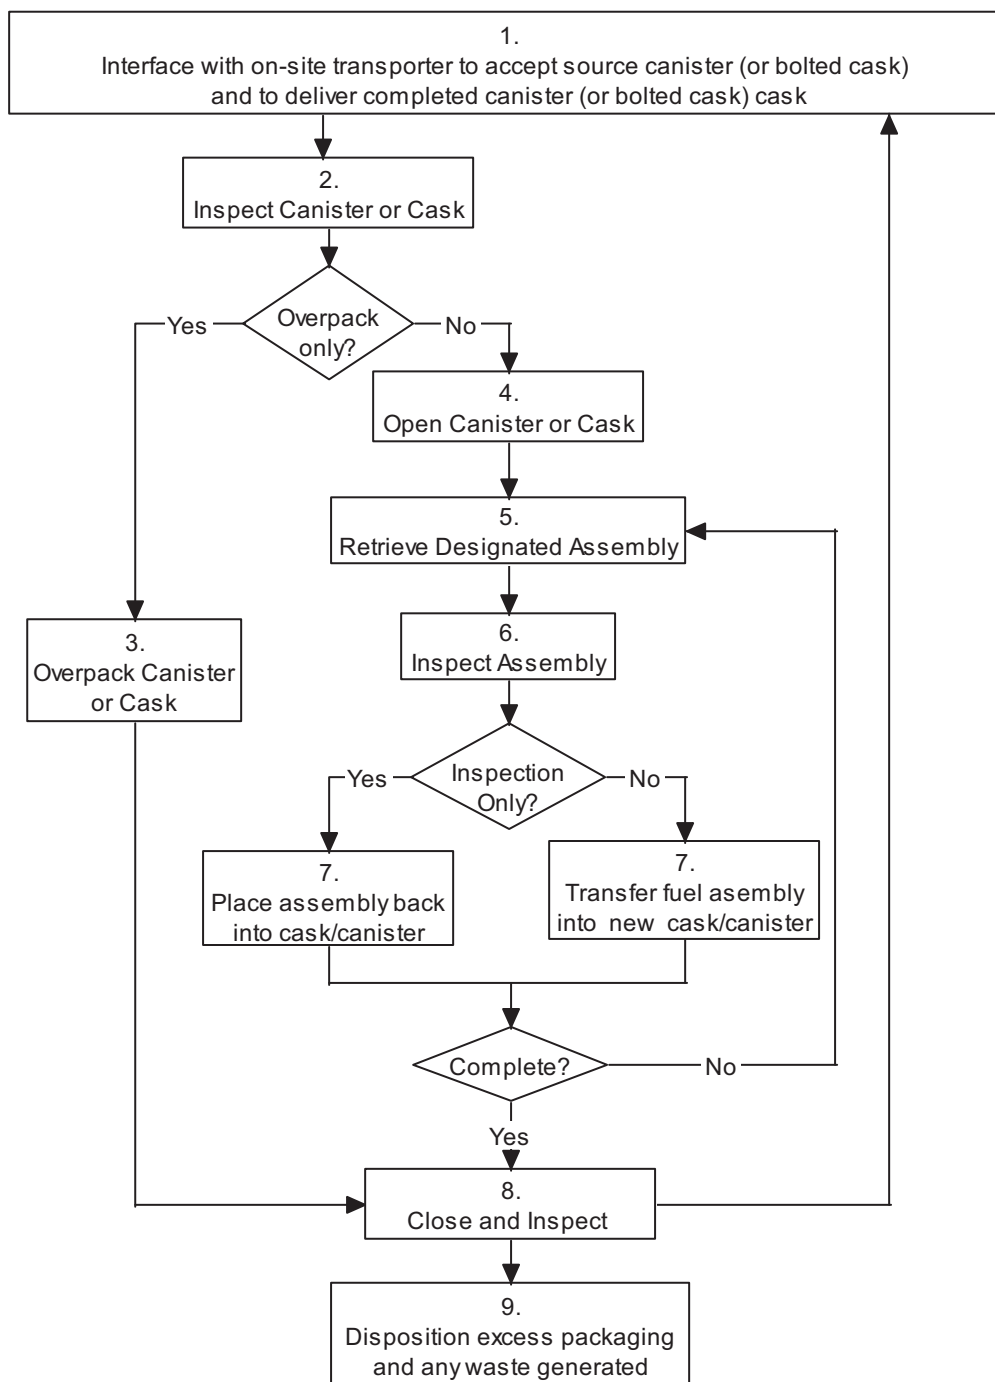 1.
Interface with on-site transporter to accept source canister (or bolted cask)
and to deliver completed canister (or bolted cask) cask
2.
Inspect Canister or Cask
Overpack
only?
Yes
No
4.
Open Canister or Cask
5.
Retrieve Designated Assembly
6.
Inspect Assembly
3.
Overpack Canister
or Cask
Inspection
Only?
Yes
No
7.
Place assembly back
into cask/canister
7.
Transfer fuel asembly
into new cask/canister
Complete?
No
Yes
8.
Close and Inspect
9.
Disposition excess packaging
and any waste generated